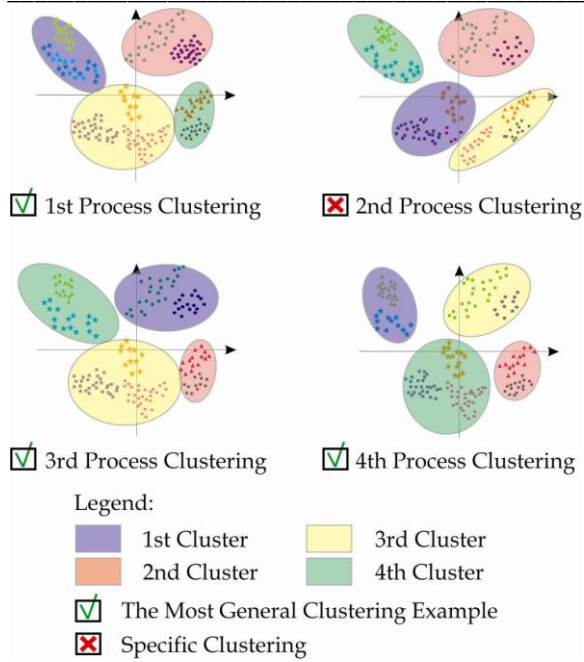 1st Process Clustering
2nd Process Clustering
3rd Process Clustering
4th Process Clustering
Legend:
1st Cluster
3rd Cluster
2nd Cluster
4th Cluster
The Most General Clustering Example
Specific Clustering